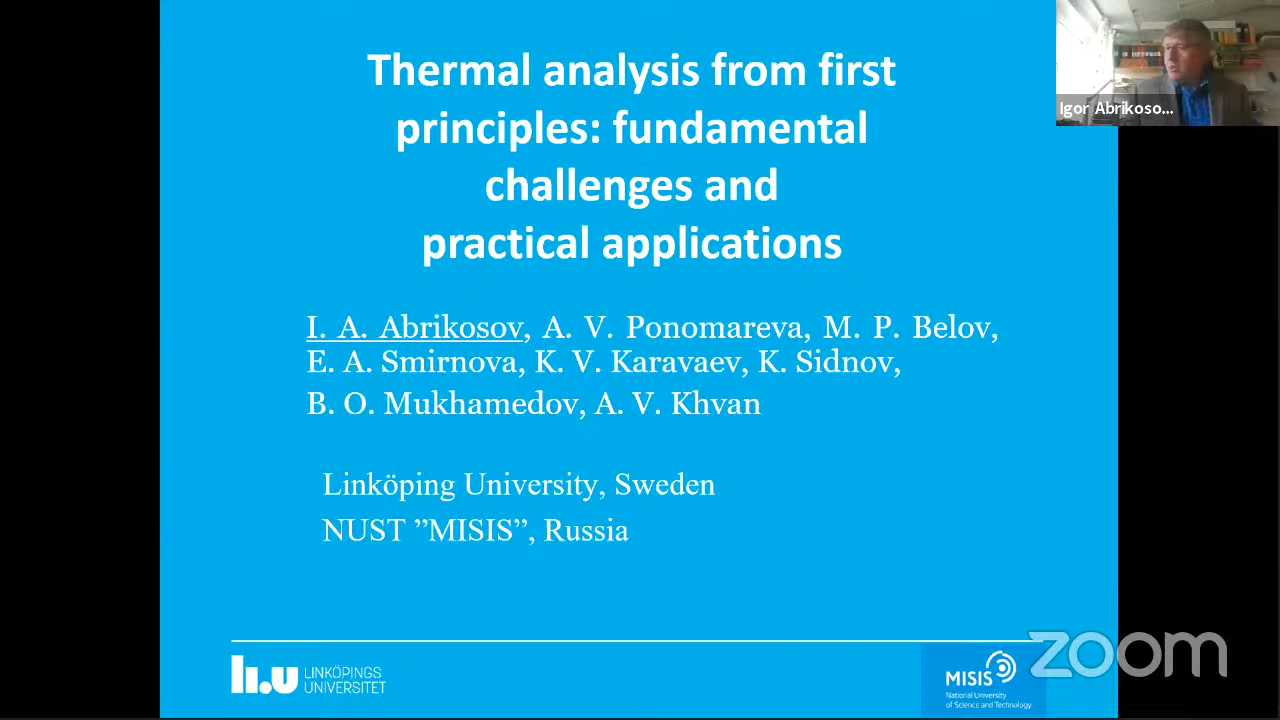 Thermal analysis from first
principles: fundamental
challenges and
practical applications
Igor Abrikoso...
I. A. Abrikosov, A. V. Ponomareva, M. P. Belov,
E. A. Smirnova, K. V. Karavaev, K. Sidnov,
B. O. Mukhamedov, A. V. Khvan
Linköping University, Sweden
NUST ”MISIS”, Russia
li.u LINKÖPINGS
UNIVERSITET
MISIS
National University
of Science and Technology
zoom